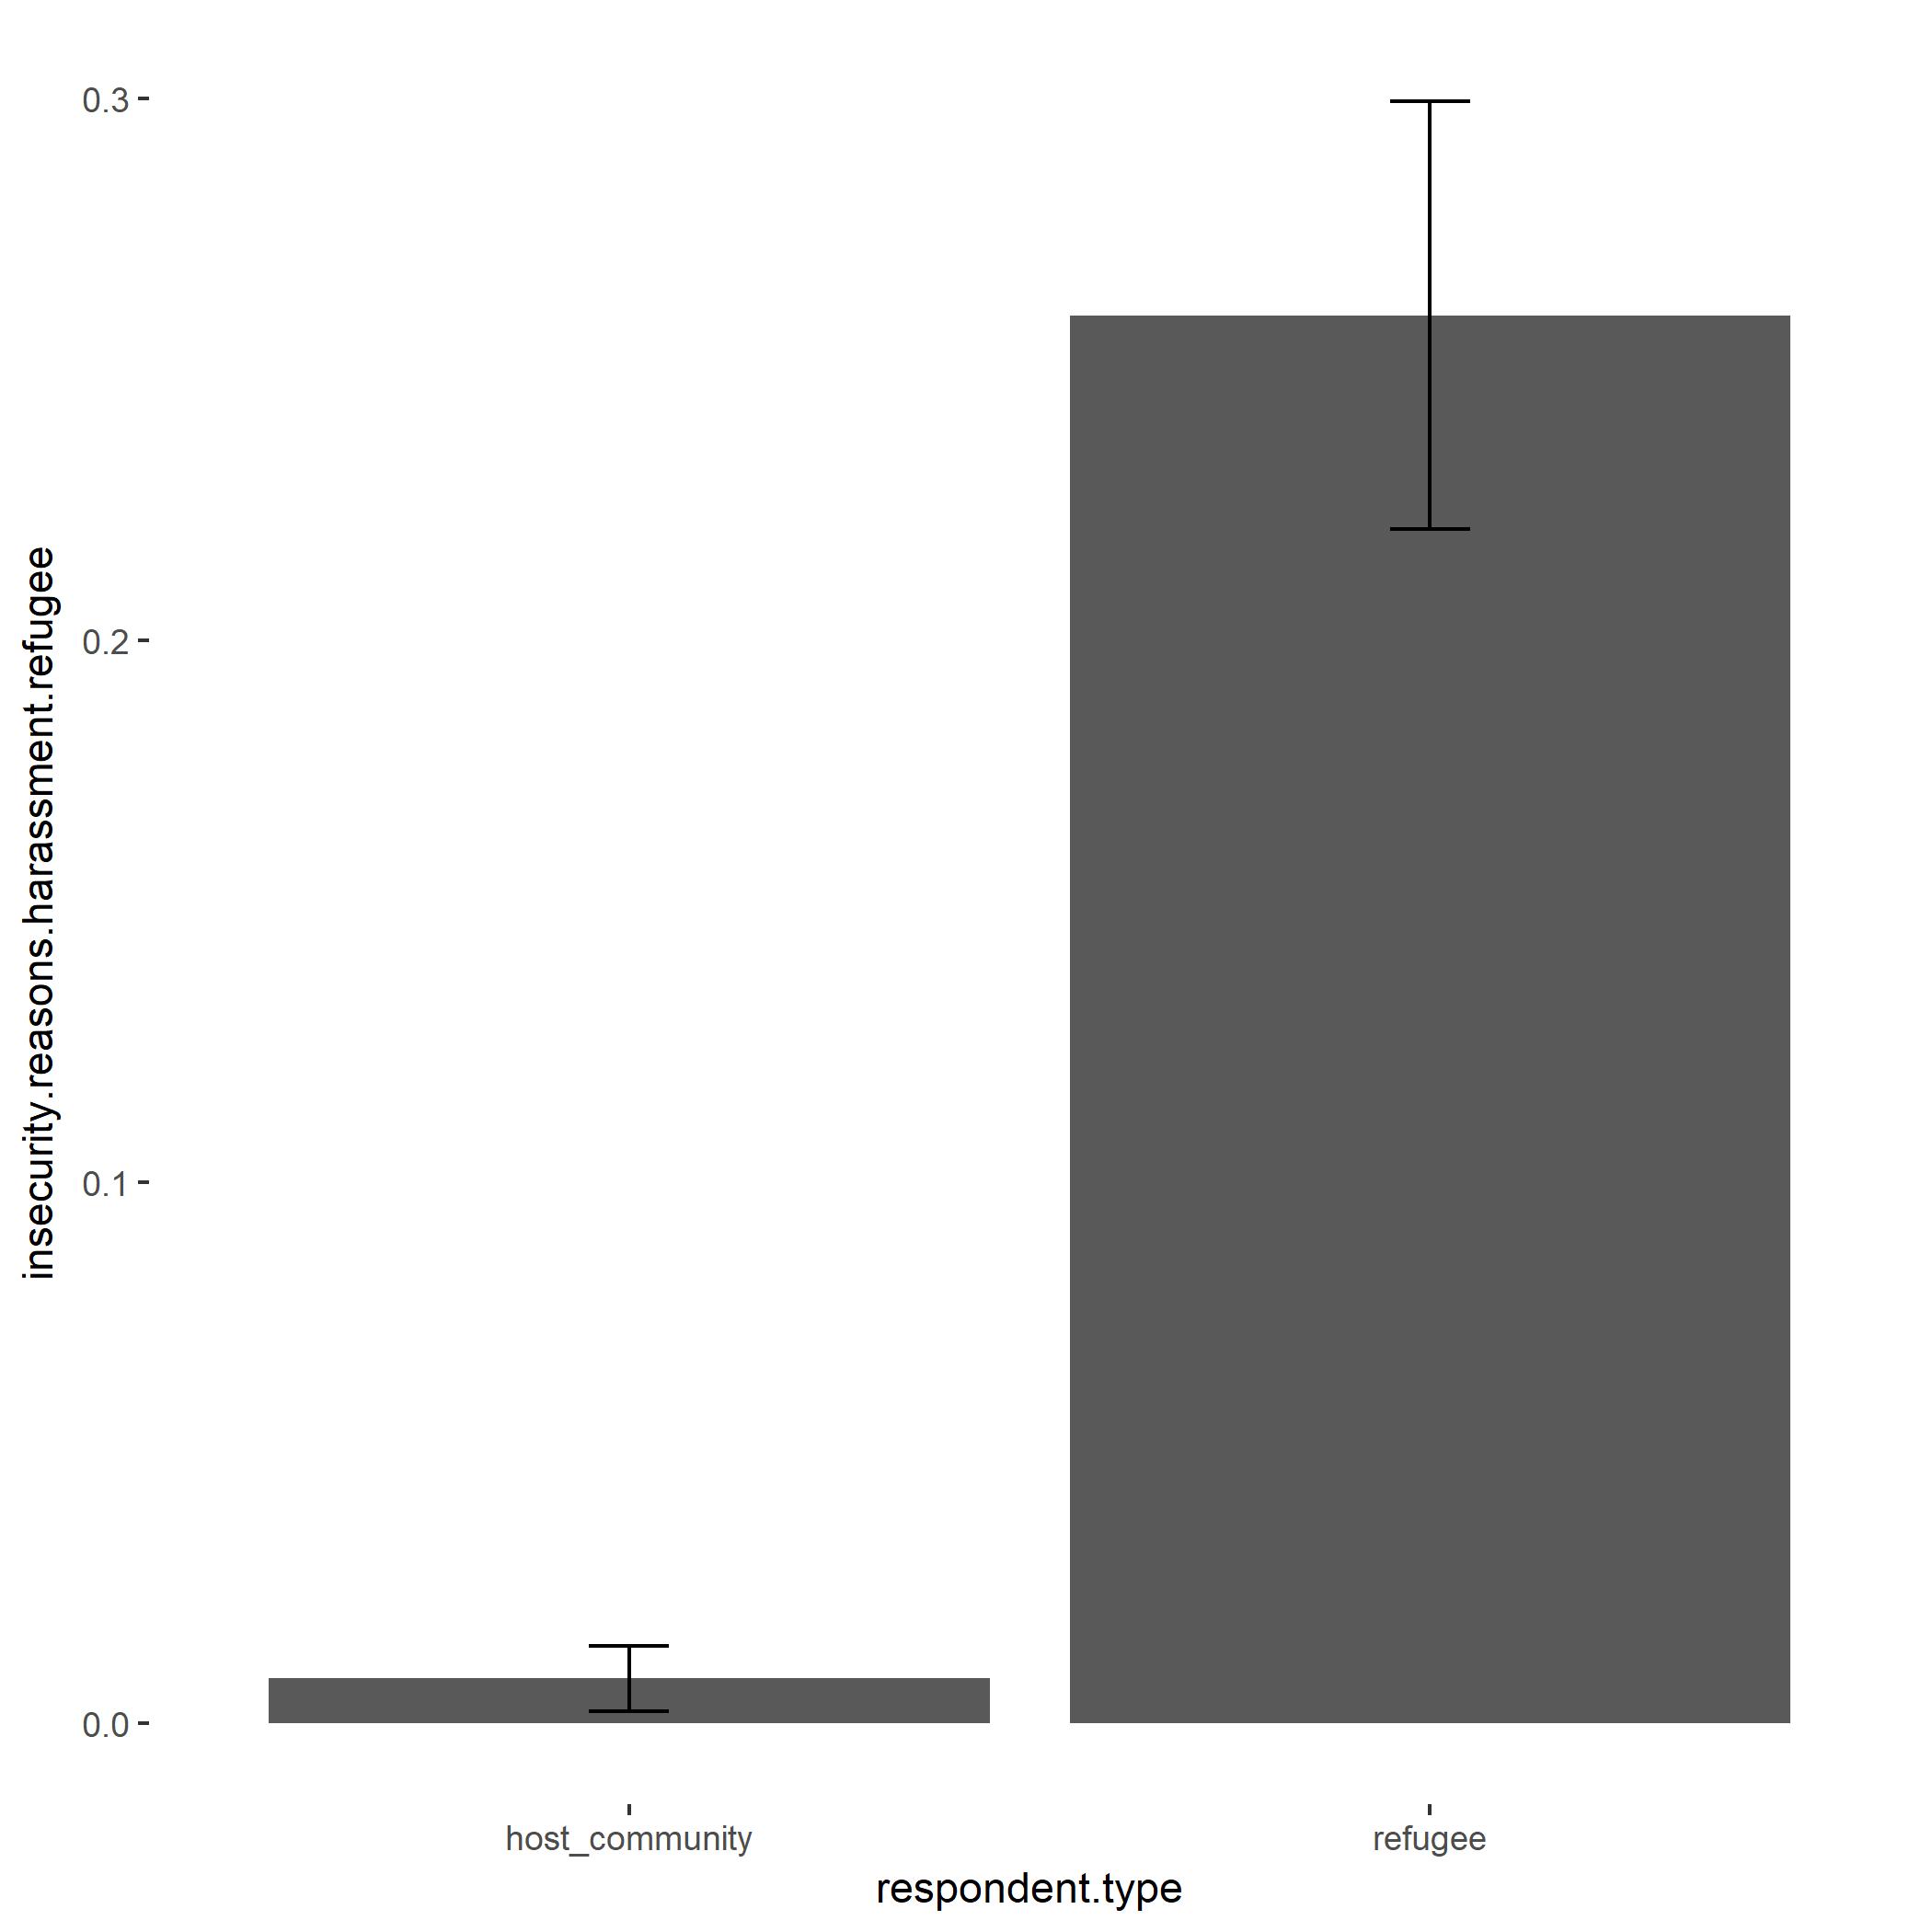 insecurity.reasons.harassment.refugee
0.3
0.2
0.1
0.0
host_community
refugee
respondent.type